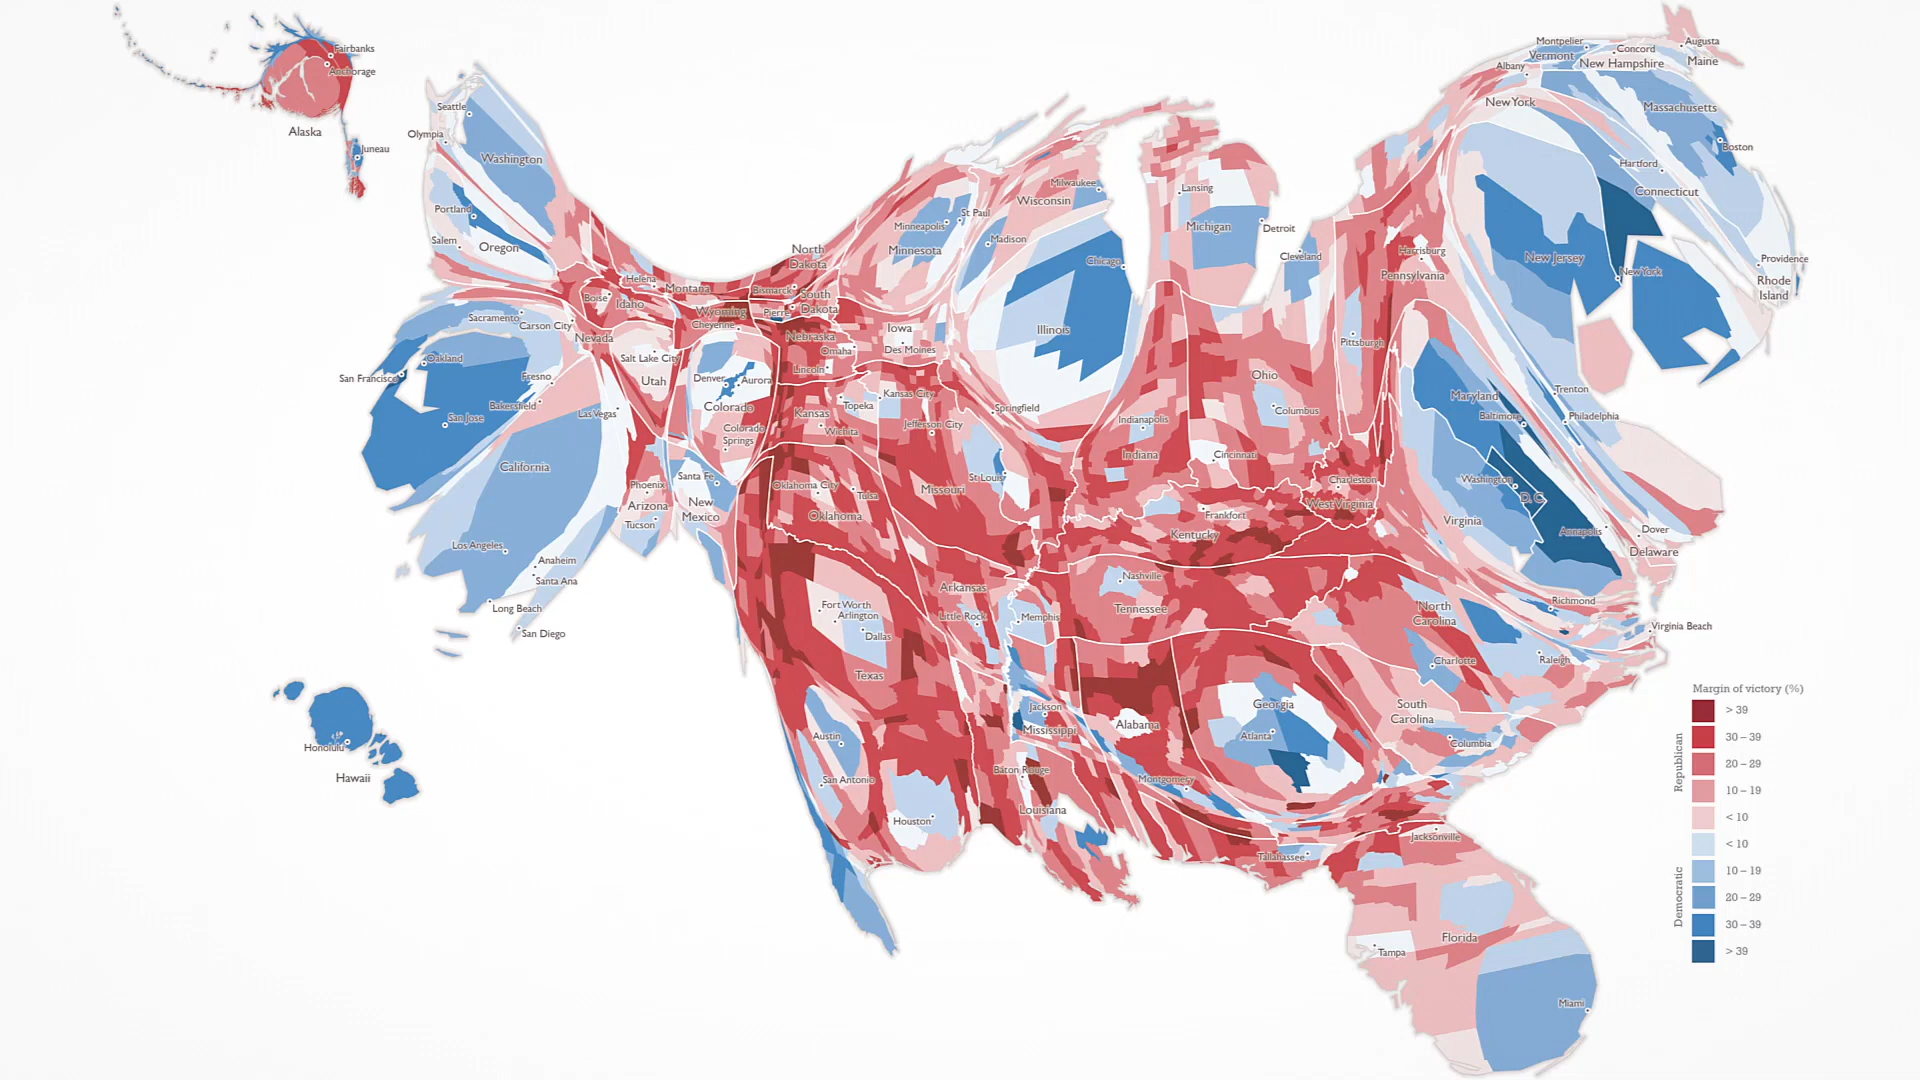 Fairbanks
Anchorage
Alaska
Juneau
Seattle
Olympia
Washington
Portland
Salem
Oregon
Helena
Montana
Boise
Idaho
Wyoming
Cheyenne
North
Dakota
Bismarck
South
Dakota
Pierre
Nebraska
Omaha
Lincoln
Minneapolis
St Paul
Minnesota
Milwaukee
Wisconsin
Madison
Iowa
Des Moines
Chicago
Illinois
Springfield
Lansing
Michigan
Detroit
Cleveland
Ohio
Columbus
Cincinnati
Indianapolis
Indiana
Montpelier
Vermont
Concord
New Hampshire
Augusta
Maine
Albany
New York
Massachusetts
Boston
Hartford
Connecticut
Providence
Rhode
Island
Harrisburg
Pennsylvania
Pittsburgh
New Jersey
New York
Trenton
Philadelphia
Maryland
Baltimore
Washington
D.C.
Annapolis
Dover
Delaware
Virginia
Richmond
Virginia Beach
Charleston
West Virginia
Frankfort
Kentucky
Sacramento
Carson City
Nevada
Oakland
San Francisco
Fresno
Bakersfield
San Jose
Las Vegas
California
Los Angeles
Anaheim
Santa Ana
Long Beach
San Diego
Salt Lake City
Utah
Denver
Aurora
Colorado
Colorado
Springs
Kansas
Topeka
Wichita
Kansas City
Jefferson City
St Louis
Missouri
Phoenix
Arizona
Tucson
Santa Fe
New
Mexico
Oklahoma City
Tulsa
Oklahoma
Fort Worth
Arlington
Dallas
Texas
Austin
San Antonio
Houston
Arkansas
Little Rock
Memphis
Nashville
Tennessee
Jackson
Mississippi
Baton Rouge
Louisiana
Alabama
Montgomery
Georgia
Atlanta
North
Carolina
Charlotte
Raleigh
South
Carolina
Columbia
Jacksonville
Tallahassee
Florida
Tampa
Miami
Honolulu
Hawaii
Margin of victory (%)
Republican
> 39
30 – 39
20 – 29
10 – 19
< 10
Democratic
< 10
10 – 19
20 – 29
30 – 39
> 39